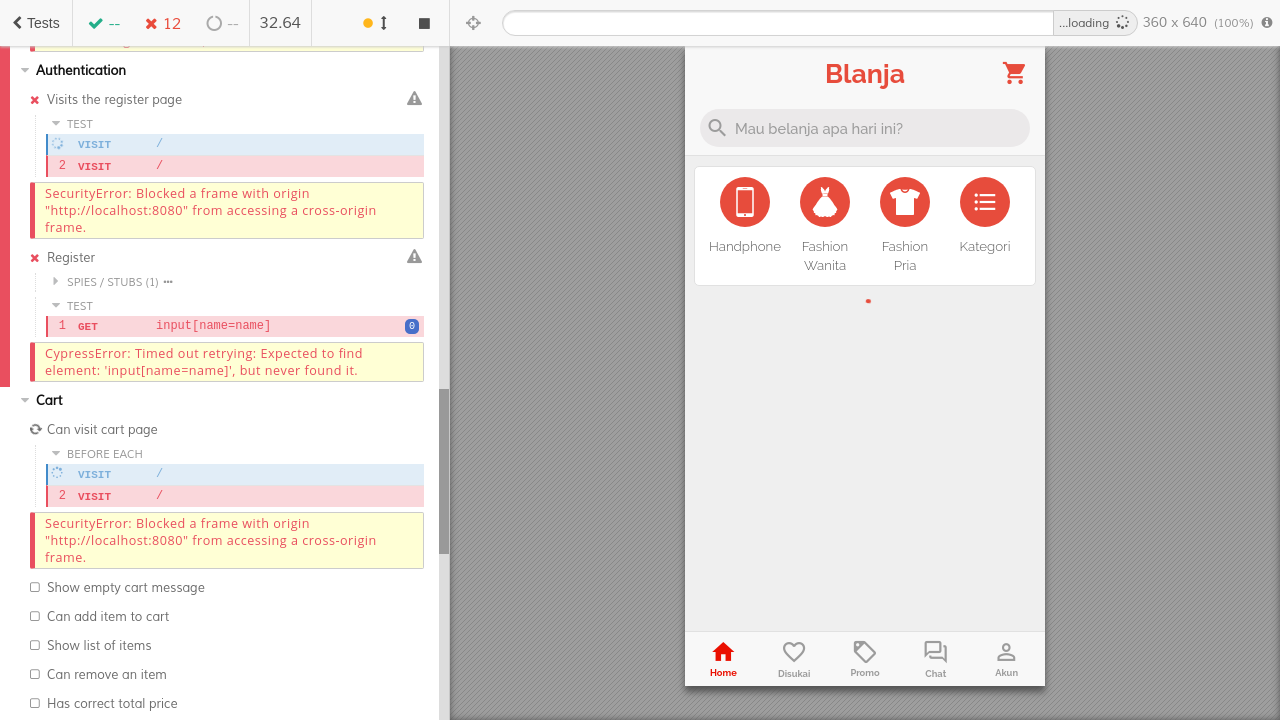 Tests
--
12
--
32.64
...loading
360 x 640 (100%)
Authentication
Visits the register page
TEST
VISIT /
2 VISIT /
SecurityError: Blocked a frame with origin
"http://localhost:8080" from accessing a cross-origin
frame.
Register
SPIES / STUBS (1) •••
TEST
1 GET input[name=name] 0
CypressError: Timed out retrying: Expected to find
element: 'input[name=name]', but never found it.
Cart
Can visit cart page
BEFORE EACH
VISIT /
2 VISIT /
SecurityError: Blocked a frame with origin
"http://localhost:8080" from accessing a cross-origin
frame.
Show empty cart message
Can add item to cart
Show list of items
Can remove an item
Has correct total price
Blanja
Mau belanja apa hari ini?
Handphone
Fashion
Wanita
Fashion
Pria
Kategori
Home
Disukai
Promo
Chat
Akun